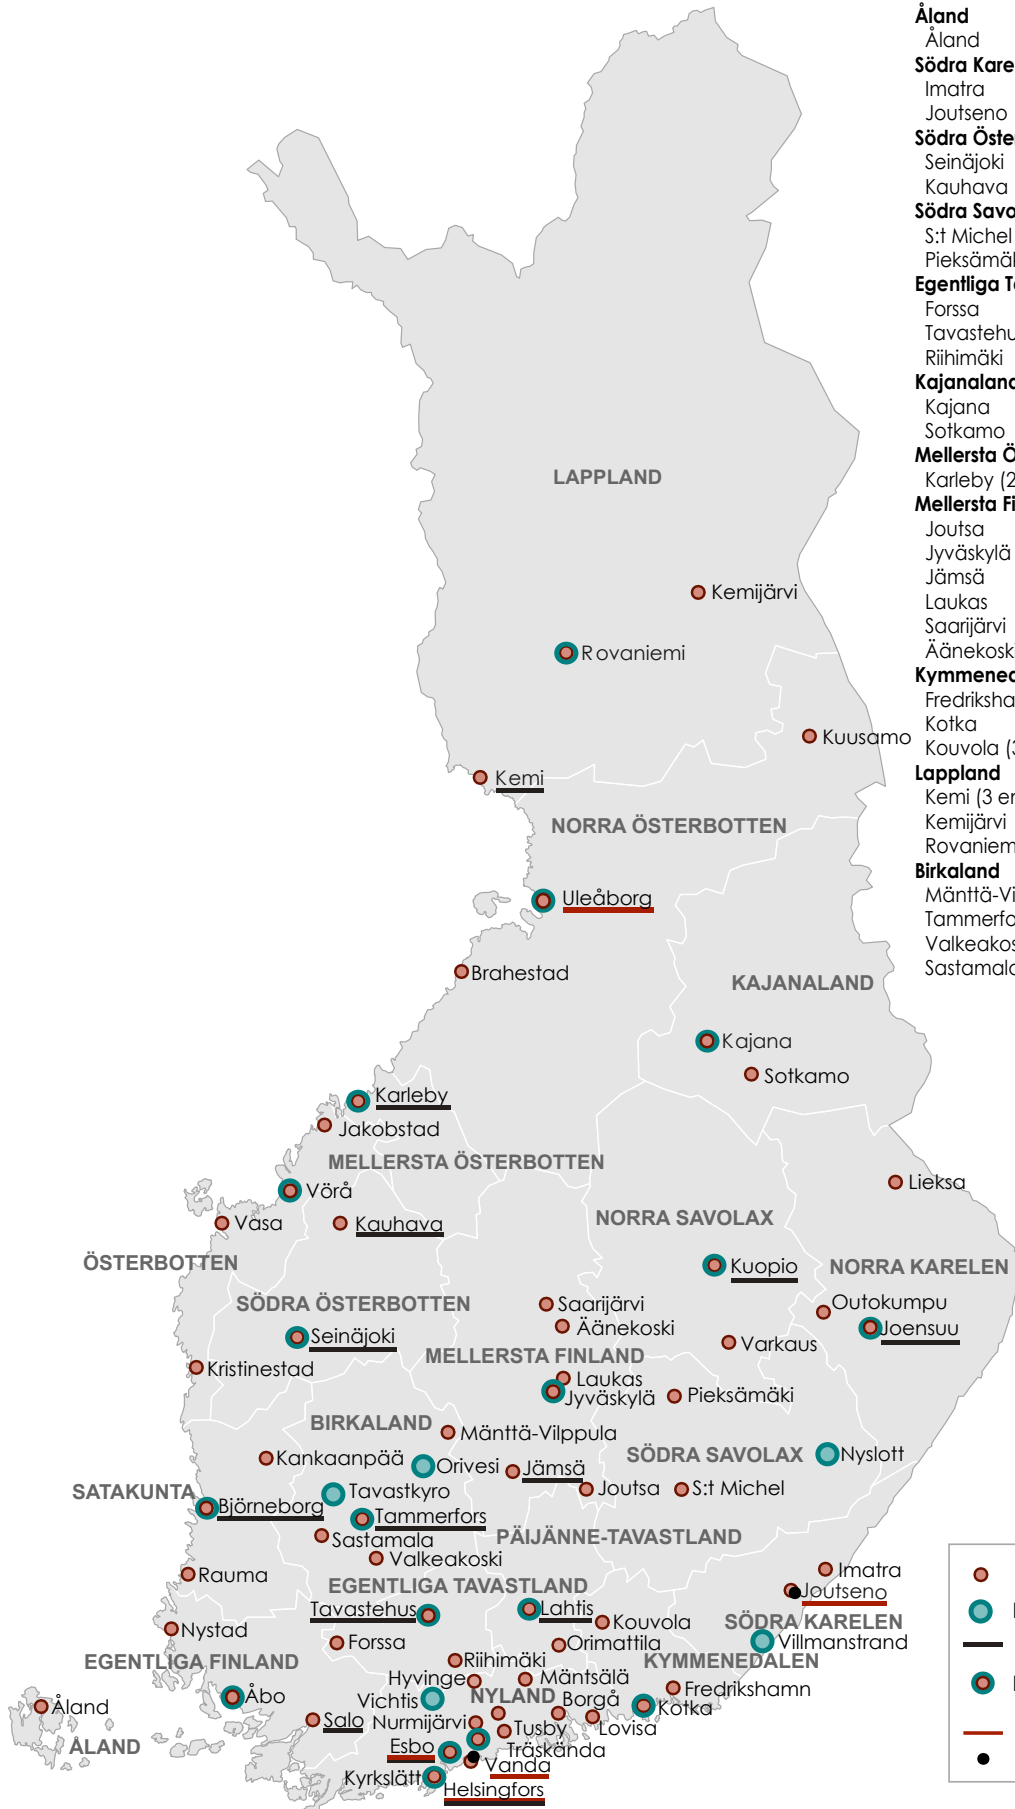 Åland
Åland
Södra
Imatra
Joutseno
Södra
Seinäjoki
Kauhava
Södra
S:t Michel
Egentliga
Forssa
Riihimäki
Kajana
Sotkamo
Mellersta
Karleby
Mellersta
Joutsa
Jyväskylä
Jämsä
Laukas
Saarijärvi
Äänekoski
Kotka
Kouvola
Lappland
Kemi (3
Kemijärvi
Birkaland
LAPPLAND
Kemijärvi
Rovaniemi
Kuusamo
Kemi
NORRA ÖSTERBOTTEN
Uleåborg
Brahestad
KAJANALAND
Kajana
Sotkamo
Karleby
Jakobstad
MELLERSTA ÖSTERBOTTEN
Lieksa
Vörå
Vasa
Kauhava
NORRA SAVOLAX
ÖSTERBOTTEN
Kuopio
NORRA KARELEN
SÖDRA ÖSTERBOTTEN
Saarijärvi
Outokumpu
Äänekoski
Joensuu
Seinäjoki
Varkaus
MELLERSTA FINLAND
Kristinestad
Laukas
Jyväskylä
Pieksämäki
BIRKALAND
Mänttä-Vilppula
Kankaanpää
Orivesi
SÖDRA SAVOLAX
Nyslott
Jämsä
SATAKUNTA
Tavastkyro
Joutsa
S:t Michel
Björneborg
Tammerfors
Sastamala
PÄIJÄNNE-TAVASTLAND
Valkeakoski
Rauma
Imatra
EGENTLIGA TAVASTLAND
Joutseno
Tavastehus
Lahtis
Kouvola
SÖDRA KARELEN
Nystad
Forssa
Orimattila
Villmanstrand
EGENTLIGA FINLAND
Riihimäki
KYMMENEDALEN
Hyvinge
Mäntsälä
Fredrikshamn
Åbo
Vichtis
NYLAND
Borgå
Åland
Kotka
Salo
Nurmijärvi
Tusby
Lovisa
ÅLAND
Esbo
Träskända
Vanda
Kyrkslätt
Helsingfors